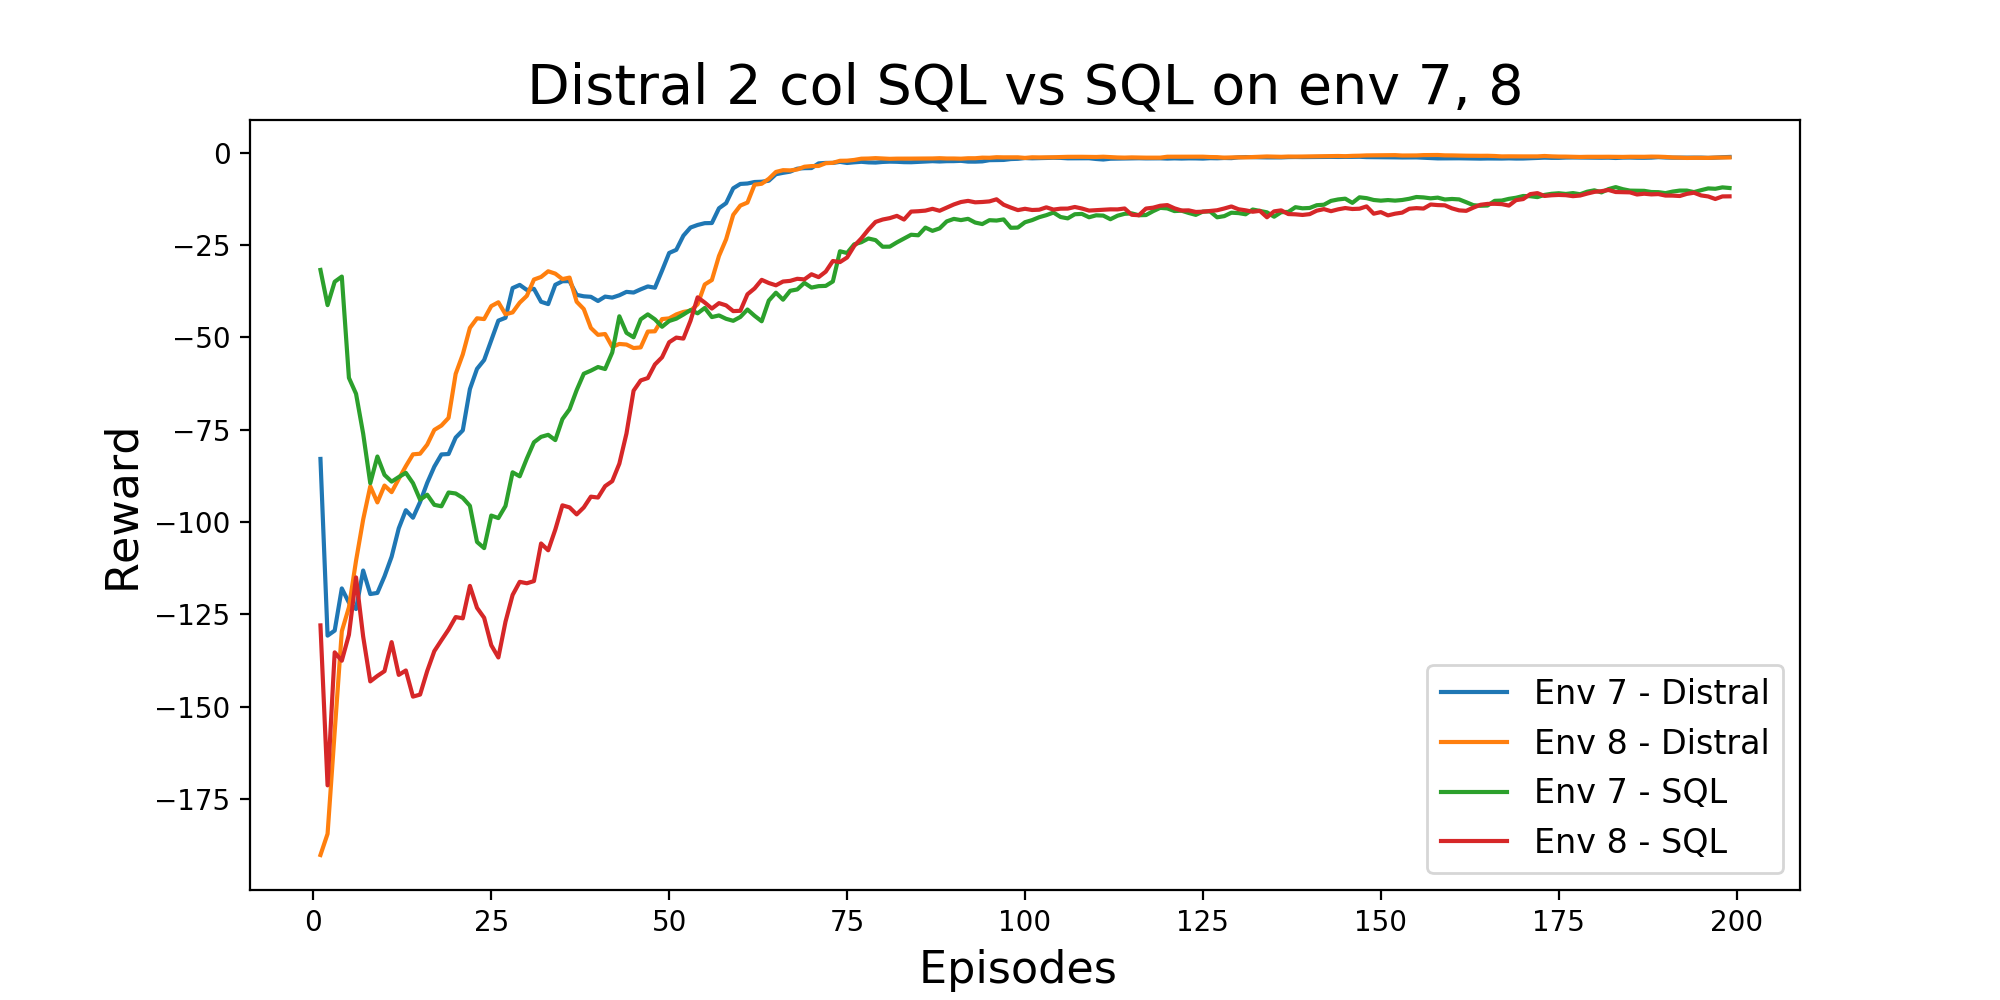 Distral 2 col SQL vs SQL on env 7, 8
0
−25
−50
−75
−100
−125
−150
−175
Reward
Env 7 - Distral
Env 8 - Distral
Env 7 - SQL
Env 8 - SQL
0 25 50 75 100 125 150 175 200
Episodes